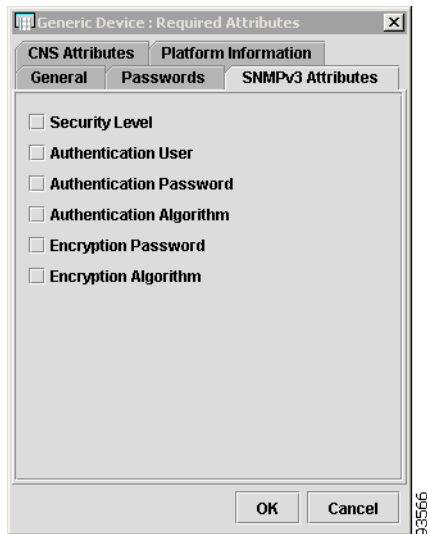 Generic Device : Required Attributes
CNS Attributes Platform Information
General Passwords SNMPv3 Attributes
Security Level
Authentication User
Authentication Password
Authentication Algorithm
Encryption Password
Encryption Algorithm
OK Cancel
93566